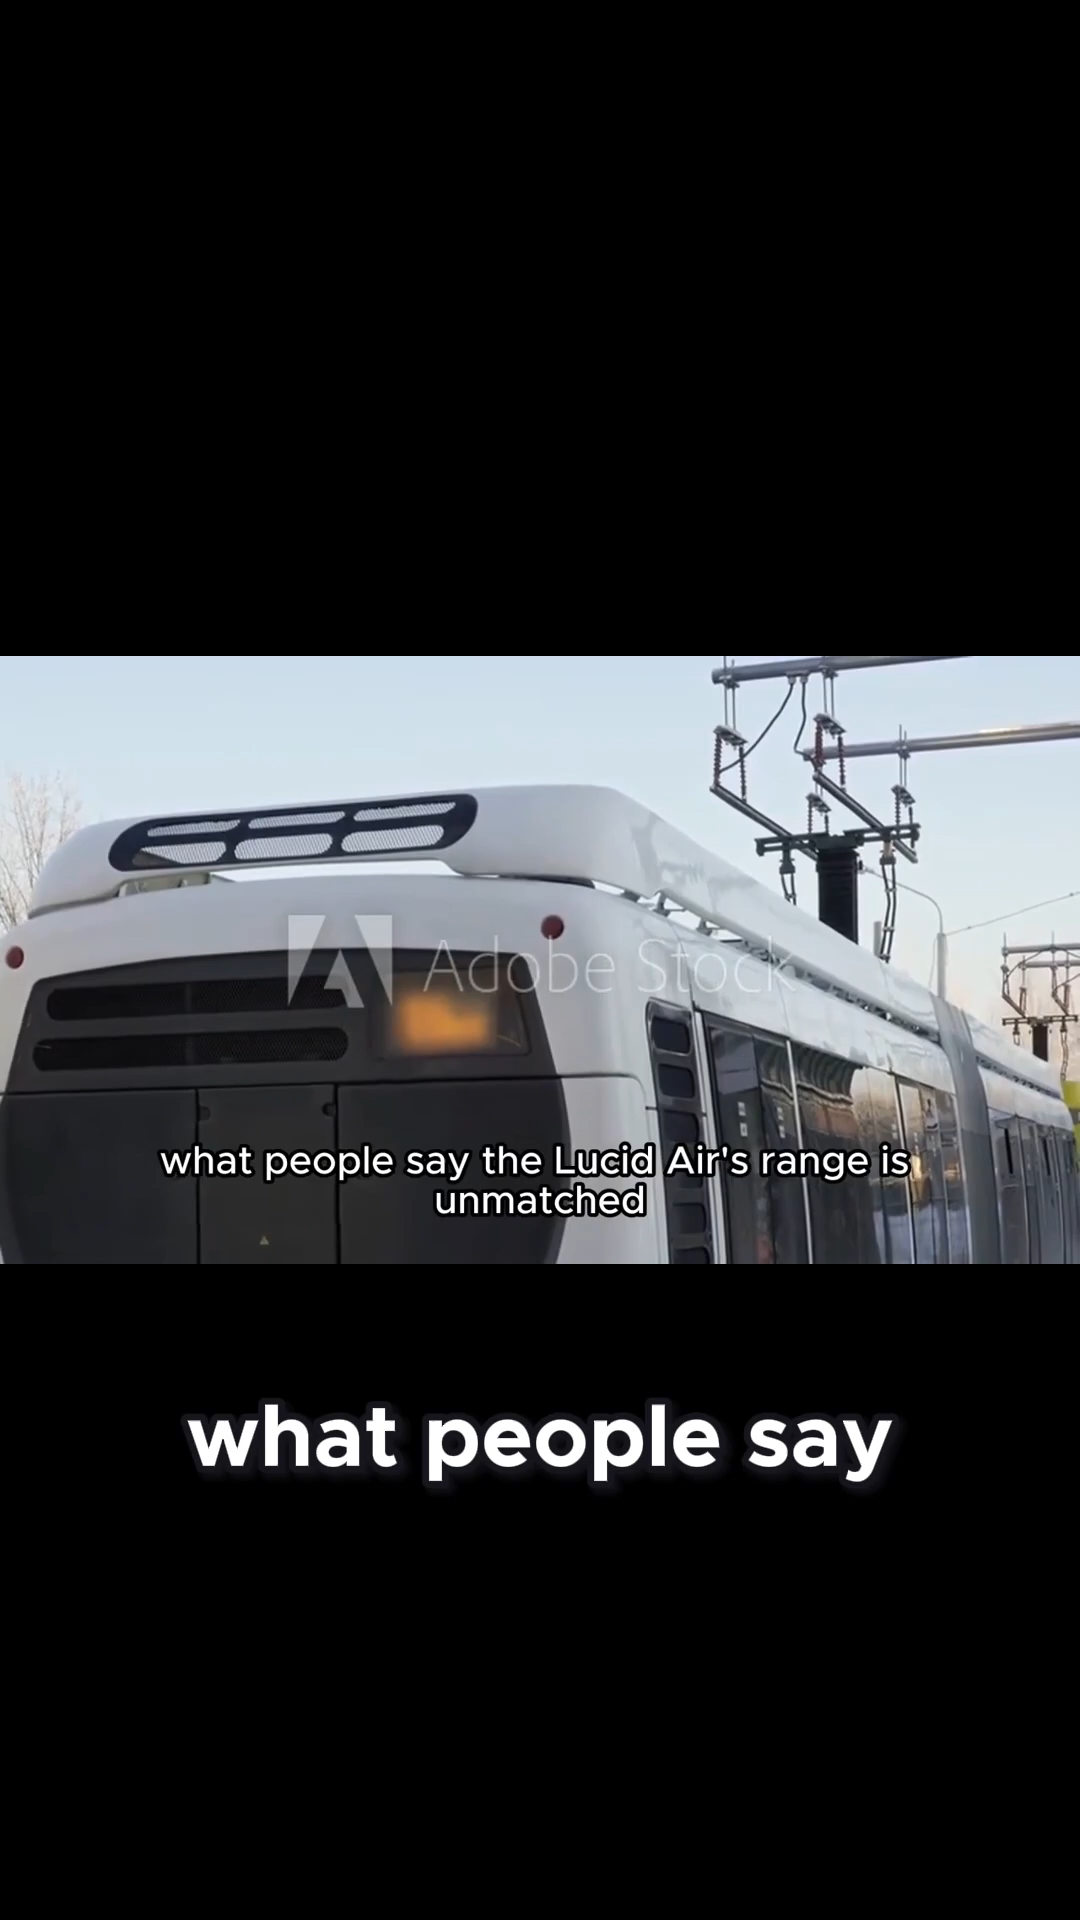 Adobe Stock
what people say the Lucid Air's range is
unmatched
what people say